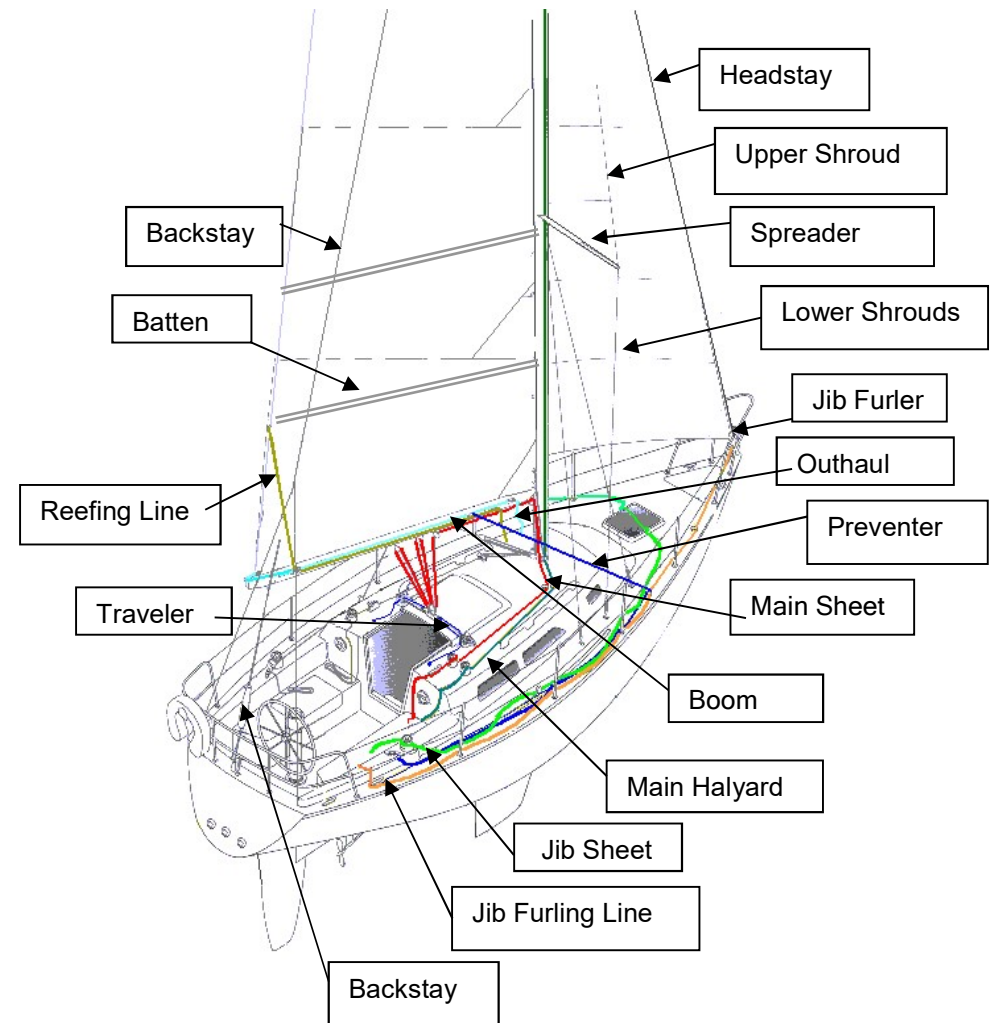 Headstay
Upper Shroud
Backstay
Spreader
Batten
Lower Shrouds
Jib Furler
Outhaul
Reefing Line
Preventer
Traveler
Main Sheet
Boom
Main Halyard
Jib Sheet
Jib Furling Line
Backstay